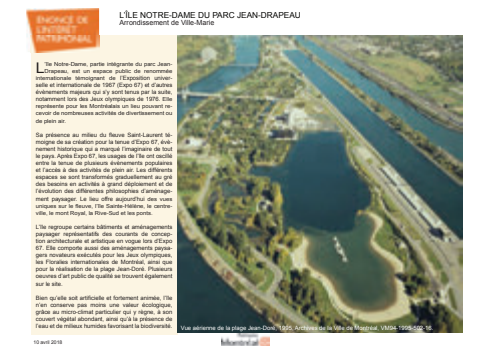 ÉNONCÉ DE
L'INTÉRÊT
PATRIMONIAL
L'ÎLE NOTRE-DAME DU PARC JEAN-DRAPEAU
Arrondissement de Ville-Marie
L'île Notre-Dame, partie intégrante du parc Jean-
Drapeau, est un espace public de renommée
internationale témoignant de l'Exposition univer-
selle et internationale de 1967 (Expo 67) et d'autres
événements majeurs qui s'y sont tenus par la suite,
notamment lors des Jeux olympiques de 1976. Elle
représente pour les Montréalais un lieu pouvant re-
cevoir de nombreuses activités de divertissement ou
de plein air.
Sa présence au milieu du fleuve Saint-Laurent té-
moigne de sa création pour la tenue d'Expo 67, évé-
nement historique qui a marqué l'imaginaire de tout
le pays. Après Expo 67, les usages de l'île ont oscillé
entre la tenue de plusieurs événements populaires
et l'accès à des activités de plein air. Les différents
espaces se sont transformés graduellement au gré
des besoins en activités à grand déploiement et de
l'évolution des différentes philosophies d'aménage-
ment paysager. Le lieu offre aujourd'hui des vues
uniques sur le fleuve, l'île Sainte-Hélène, le centre-
ville, le mont Royal, la Rive-Sud et les ponts.
L'île regroupe certains bâtiments et aménagements
paysager représentatifs des courants de concep-
tion architecturale et artistique en vogue lors d'Expo
67. Elle comporte aussi des aménagements paysa-
gers novateurs exécutés pour les Jeux olympiques,
les Floralies internationales de Montréal, ainsi que
pour la réalisation de la plage Jean-Doré. Plusieurs
oeuvres d'art public de qualité se trouvent également
sur le site.
Bien qu'elle soit artificielle et fortement animée, l'île
n'en conserve pas moins une valeur écologique,
grâce au micro-climat particulier qui y règne, à son
couvert végétal abondant, ainsi qu'à la présence de
l'eau et de milieux humides favorisant la biodiversité.
Vue aérienne de la plage Jean-Doré, 1995. Archives de la Ville de Montréal. VM94-1995-502-16.
10 avril 2018
Montréal